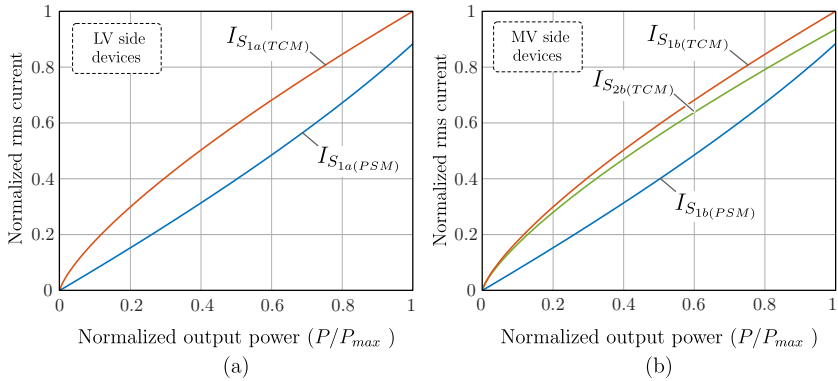 1
0.8
0.6
0.4
0.2
0
0
0.2
0.4
0.6
0.8
1
Normalized rms current
LV side
devices
I_{S_{1a(TCM)}}
I_{S_{1a(PSM)}}
Normalized output power (P/P_{max} )
(a)
1
0.8
0.6
0.4
0.2
0
0
0.2
0.4
0.6
0.8
1
Normalized rms current
MV side
devices
I_{S_{1b(TCM)}}
I_{S_{2b(TCM)}}
I_{S_{1b(PSM)}}
Normalized output power (P/P_{max} )
(b)